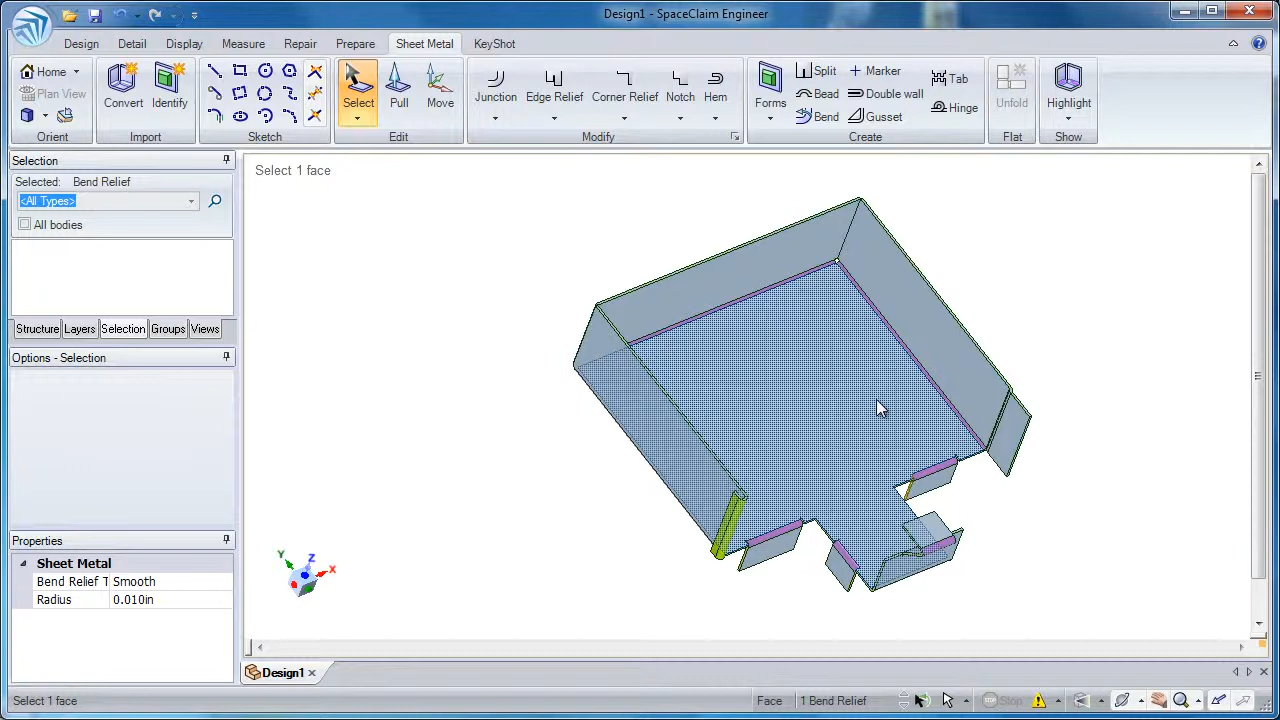 Design1 - SpaceClaim Engineer
Design Detail Display Measure Repair Prepare Sheet Metal KeyShot
Home
Plan View
Orient
Convert Identify
Import
Sketch
Select Pull Move
Edit
Junction Edge Relief Corner Relief Notch Hem
Modify
Forms
Split Marker Tab
Bead Double wall
Bend Gusset Hinge
Create
Unfold
Flat
Highlight
Show
Selection
Selected: Bend Relief
<All Types>
All bodies
Structure Layers Selection Groups Views
Options - Selection
Properties
Sheet Metal
Bend Relief T Smooth
Radius 0.010in
Select 1 face
Y Z X
Design1
Select 1 face Face 1 Bend Relief Stop